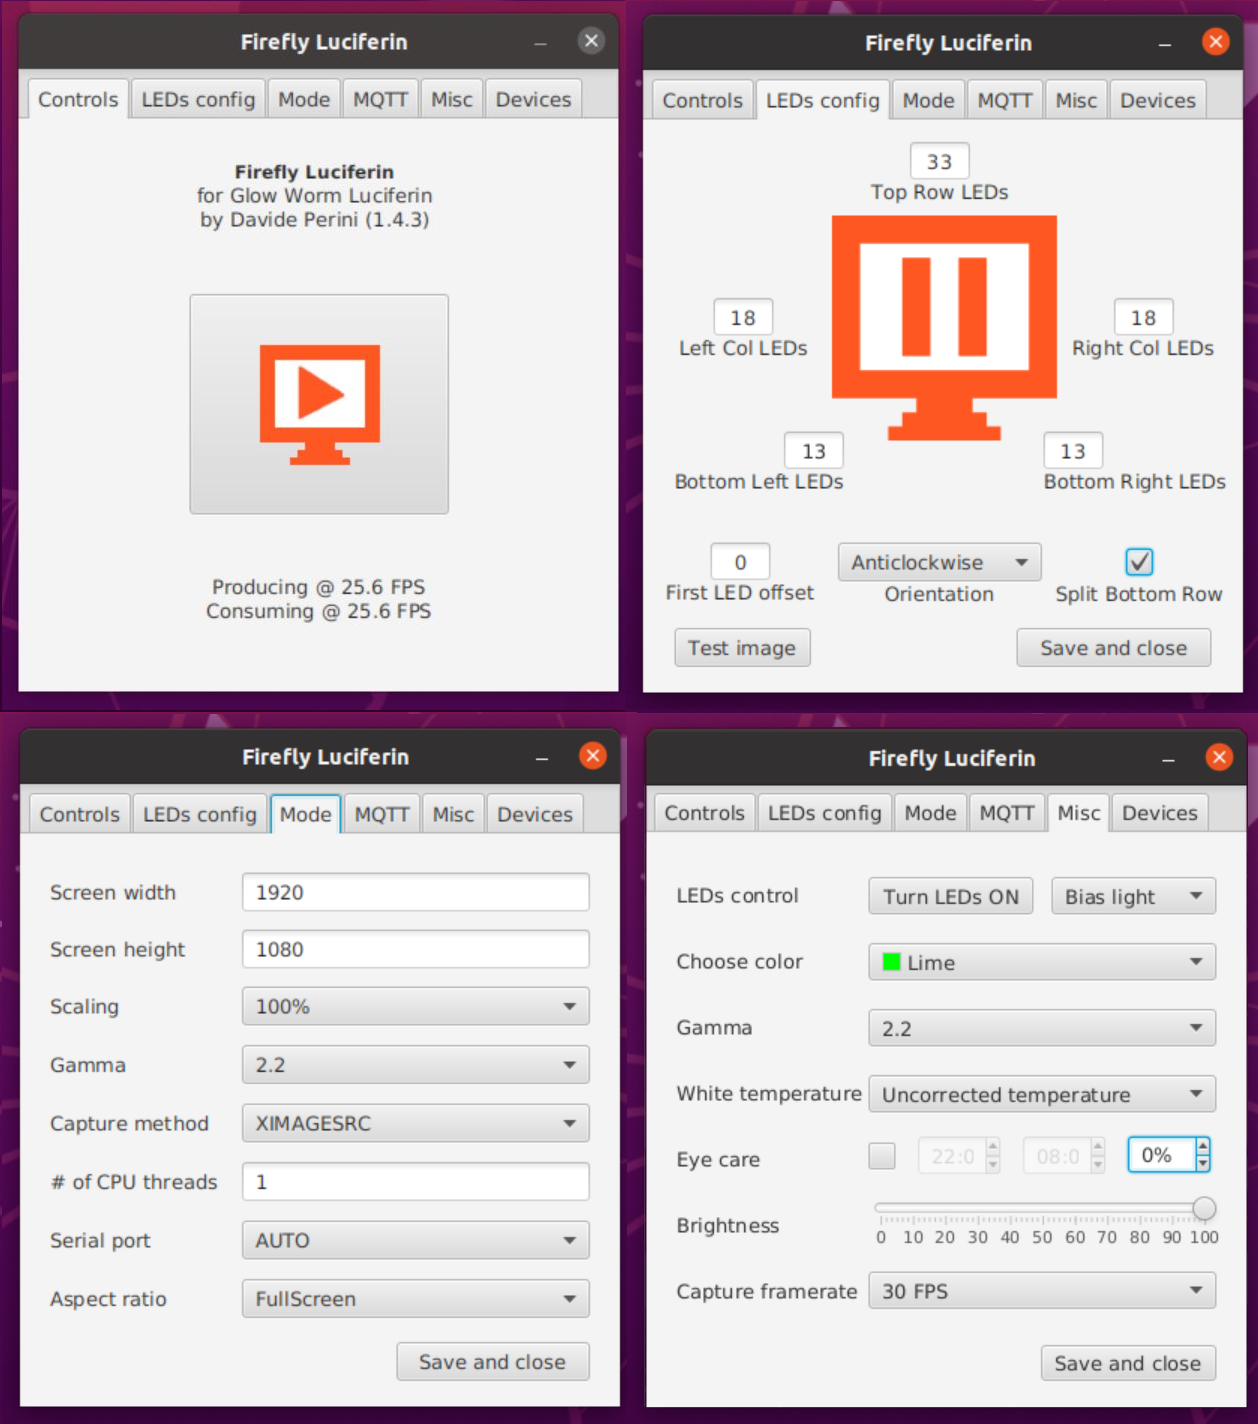 Firefly Luciferin
Controls LEDs config Mode MQTT Misc Devices
Firefly Luciferin
for Glow Worm Luciferin
by Davide Perini (1.4.3)
Producing @ 25.6 FPS
Consuming @ 25.6 FPS
Firefly Luciferin
Controls LEDs config Mode MQTT Misc Devices
33
Top Row LEDs
18 18
Left Col LEDs Right Col LEDs
13 13
Bottom Left LEDs Bottom Right LEDs
0 Anticlockwise
First LED offset Orientation Split Bottom Row
Test image Save and close
Firefly Luciferin
Controls LEDs config Mode MQTT Misc Devices
Screen width 1920
Screen height 1080
Scaling 100%
Gamma 2.2
Capture method XIMAGESRC
# of CPU threads 1
Serial port AUTO
Aspect ratio FullScreen
Save and close
Firefly Luciferin
Controls LEDs config Mode MQTT Misc Devices
LEDs control Turn LEDs ON Bias light
Choose color Lime
Gamma 2.2
White temperature Uncorrected temperature
Eye care 22:0 08:0 0%
Brightness
0 10 20 30 40 50 60 70 80 90 100
Capture framerate 30 FPS
Save and close